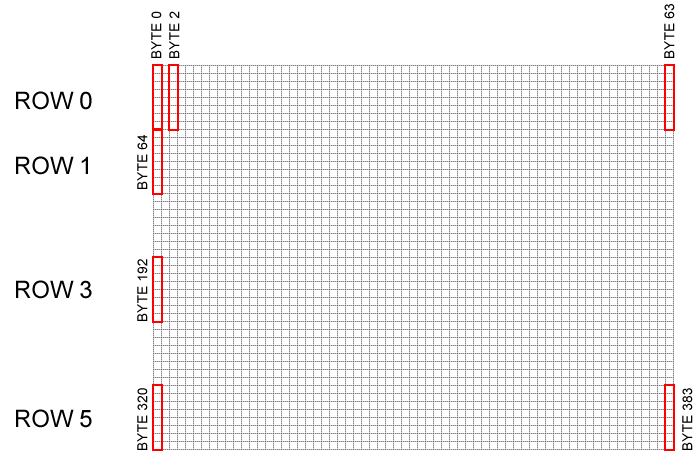 BYTE 0
BYTE 2
BYTE 63
ROW 0
BYTE 64
ROW 1
BYTE 192
ROW 3
BYTE 320
ROW 5
BYTE 383